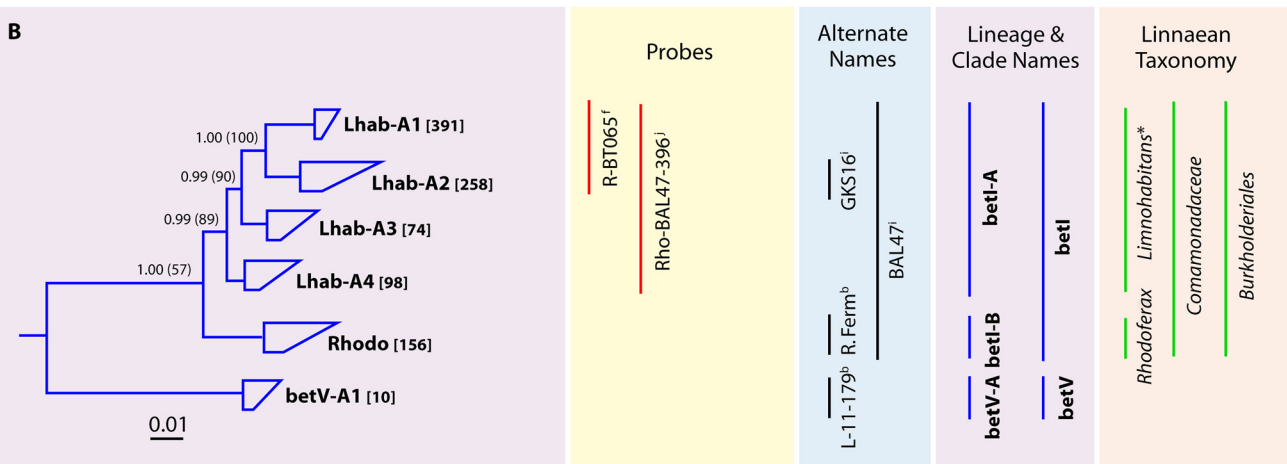 B
Probes
Alternate
Names
Lineage &
Clade Names
Linnaean
Taxonomy
1.00 (100)
0.99 (90)
0.99 (89)
1.00 (57)
Lhab-A1 [391]
Lhab-A2 [258]
Lhab-A3 [74]
Lhab-A4 [98]
Rhodo [156]
betV-A1 [10]
0.01
R-BT065f
Rho-BAL47-396j
GKS16i
R. Fermb
L-11-179b
BAL47i
betI-A
betI-B
betV-A
betI
betV
Limnohabitans*
Rhodoferax
Comamonadaceae
Burkholderiales